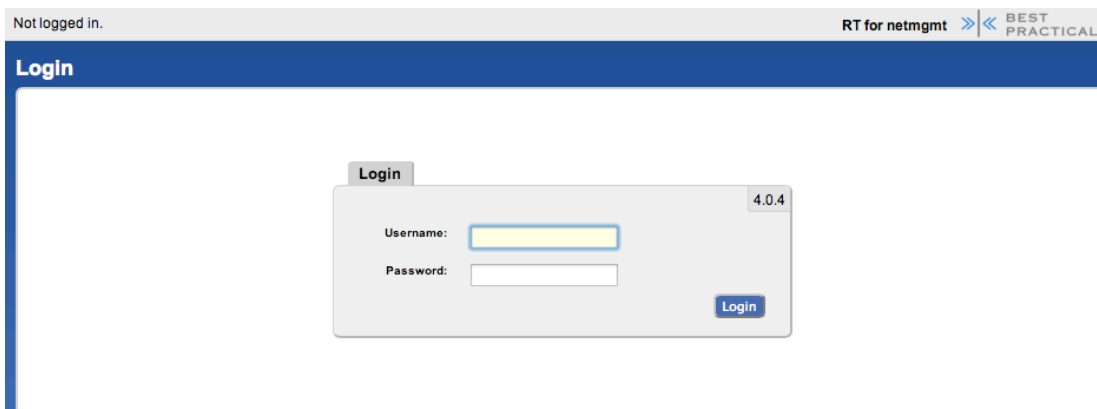 Not logged in.
RT for netmgmt
BEST
PRACTICAL
Login
Login
4.0.4
Username:
Password:
Login